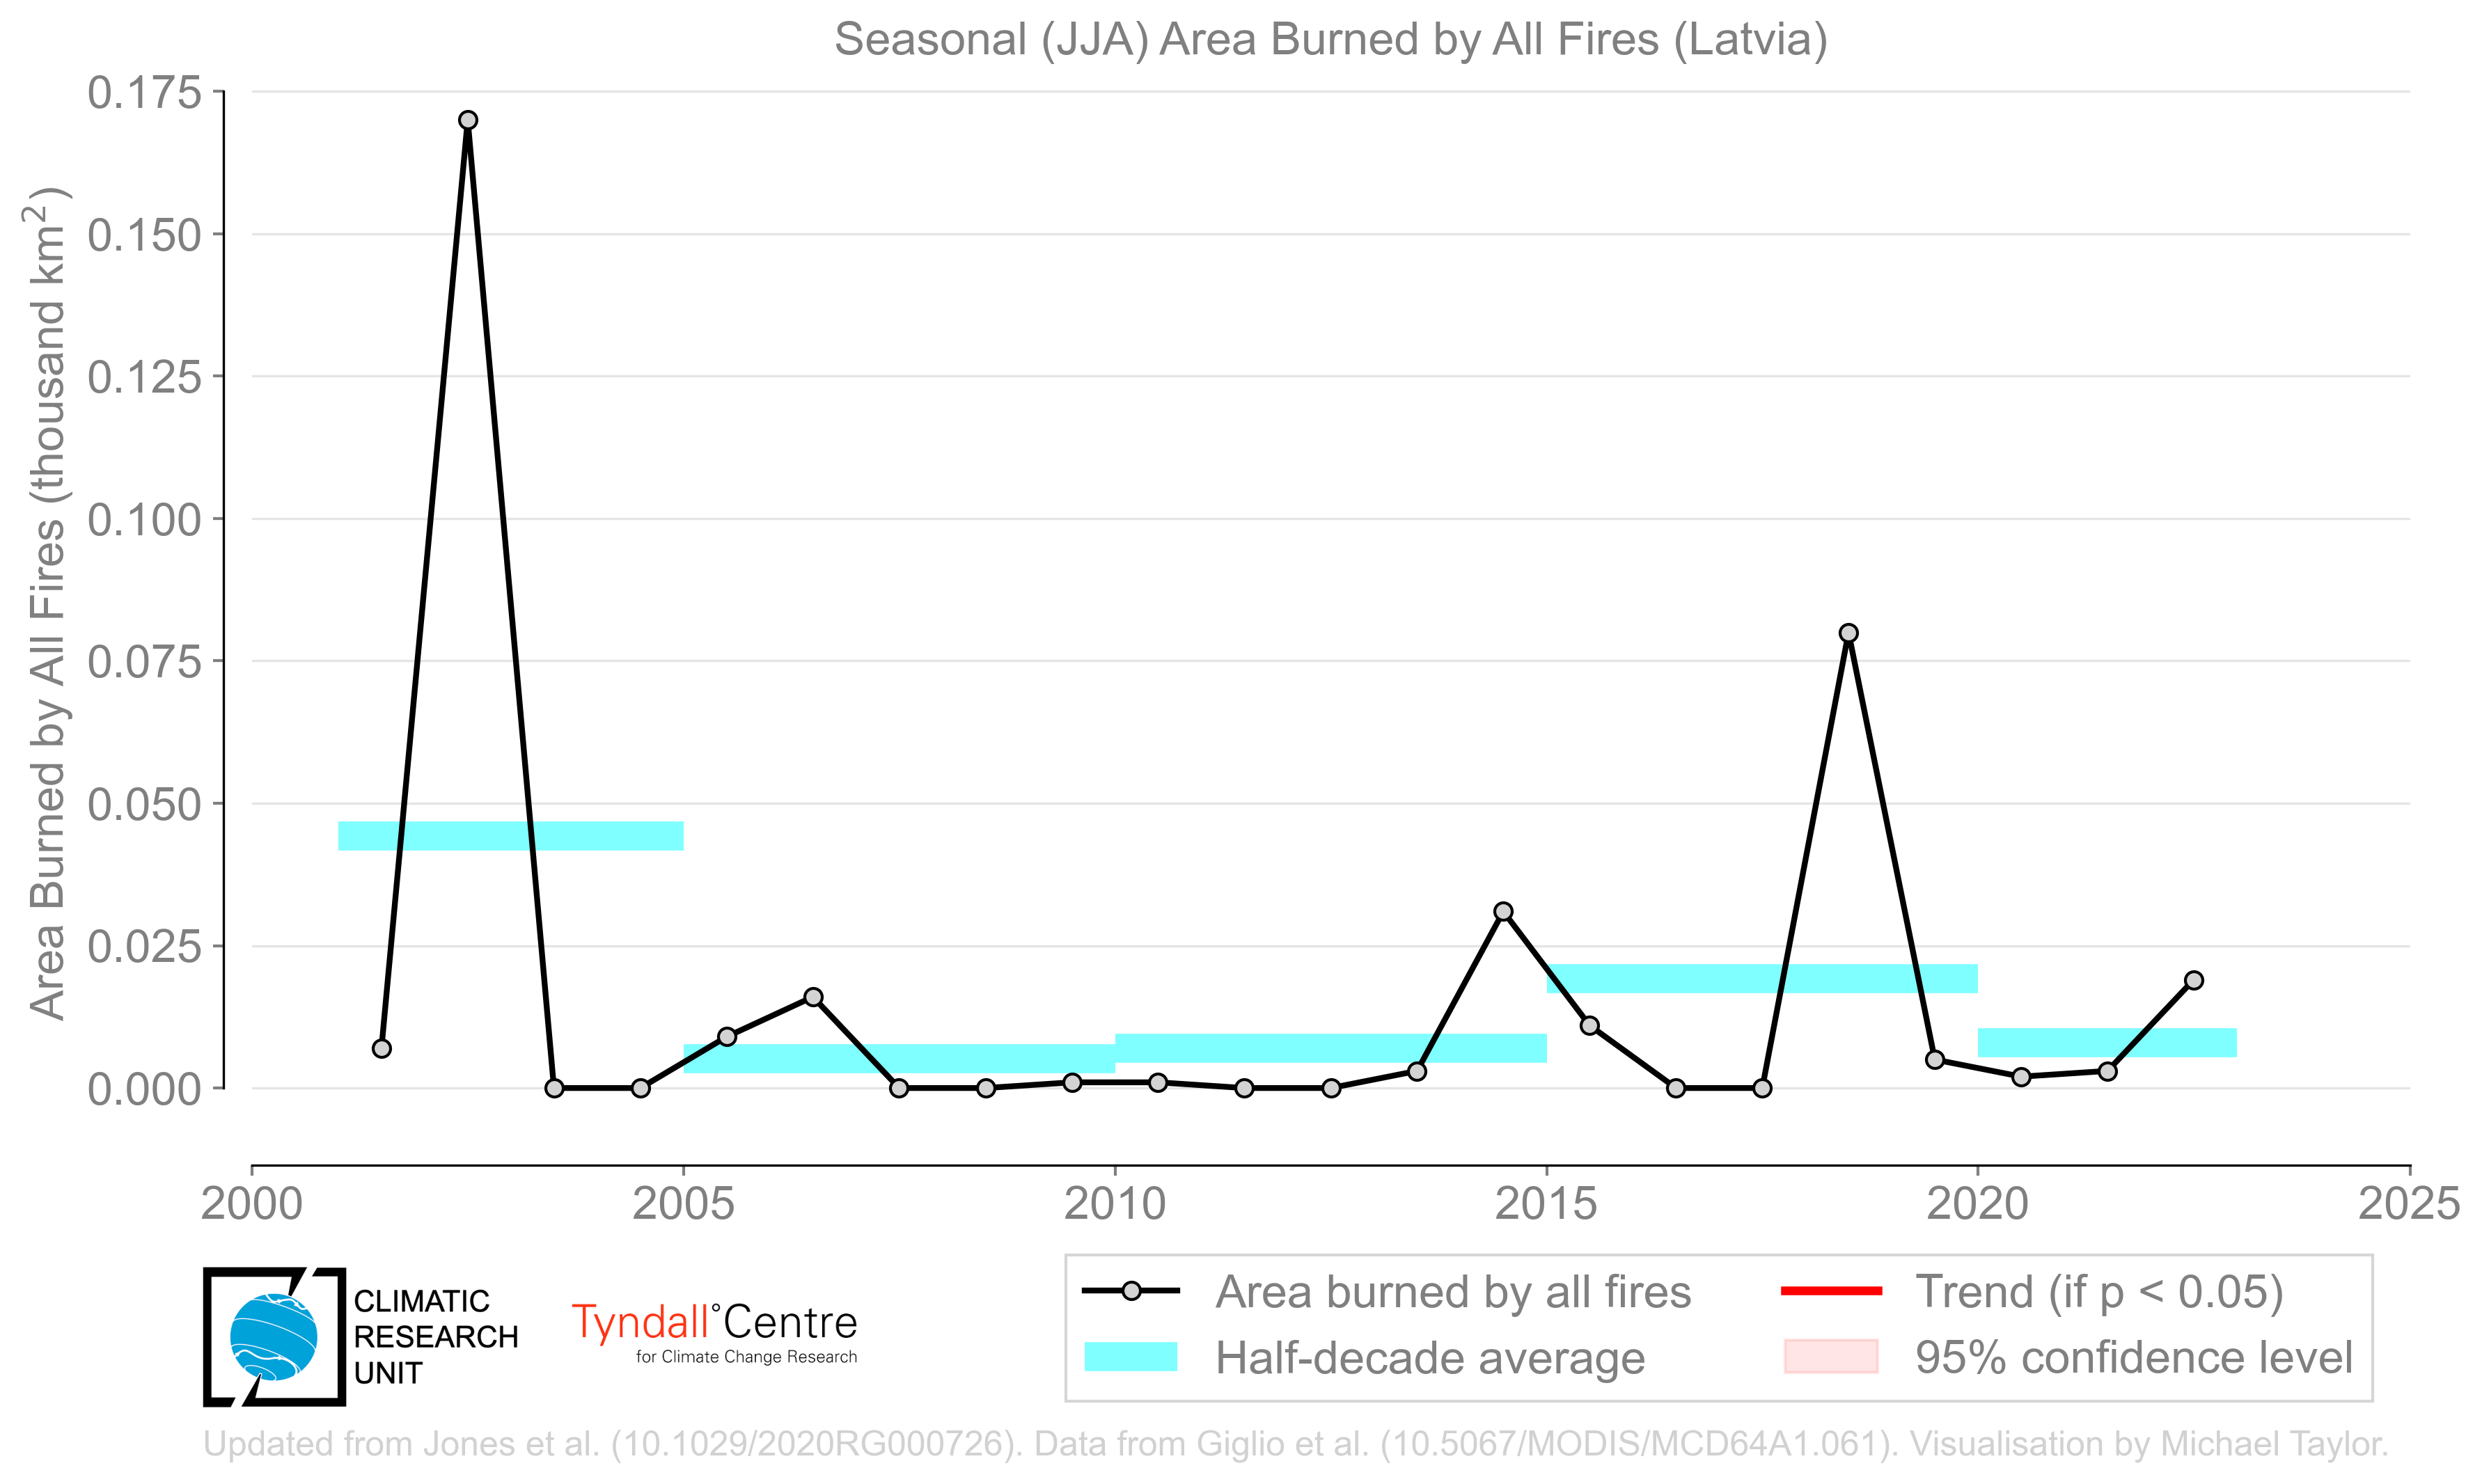 Seasonal (JJA) Area Burned by All Fires (Latvia)
Area Burned by All Fires (thousand km²)
0.175
0.150
0.125
0.100
0.075
0.050
0.025
0.000
2000 2005 2010 2015 2020 2025
CLIMATIC
RESEARCH
UNIT
Tyndall°Centre
for Climate Change Research
Area burned by all fires
Half-decade average
Trend (if p < 0.05)
95% confidence level
Updated from Jones et al. (10.1029/2020RG000726). Data from Giglio et al. (10.5067/MODIS/MCD64A1.061). Visualisation by Michael Taylor.